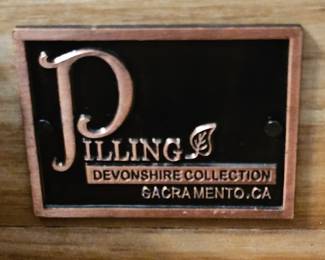 PILLING
DEVONSHIRE COLLECTION
SACRAMENTO.CA